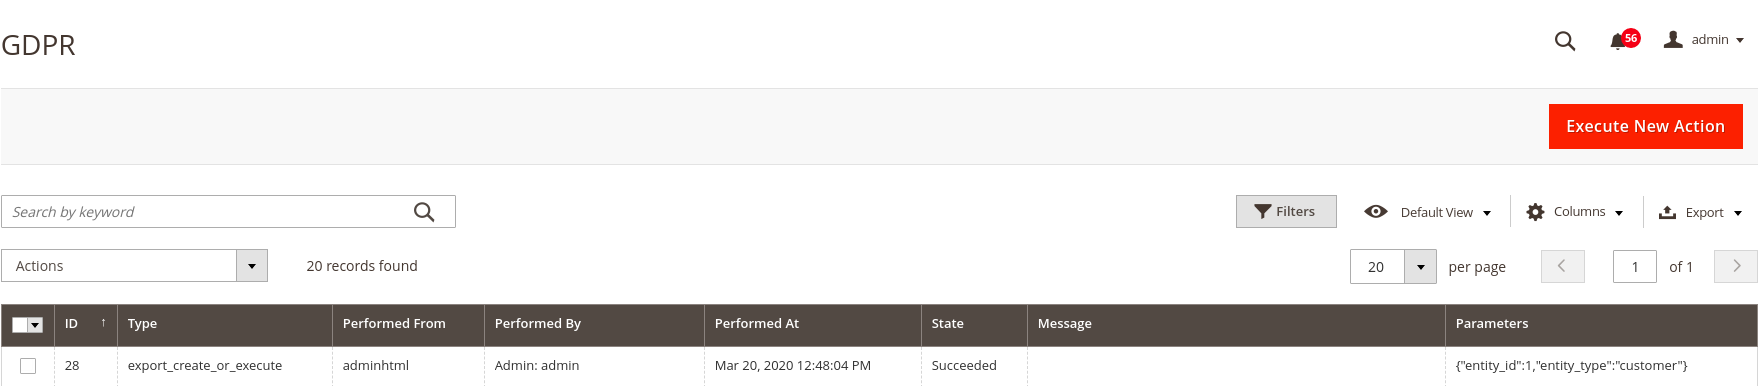 GDPR
56
admin
Execute New Action
Search by keyword
Filters
Default View
Columns
Export
Actions
20 records found
20
per page
1
of 1
ID ↑ Type Performed From Performed By Performed At State Message Parameters
28 export_create_or_execute adminhtml Admin: admin Mar 20, 2020 12:48:04 PM Succeeded {"entity_id":1,"entity_type":"customer"}